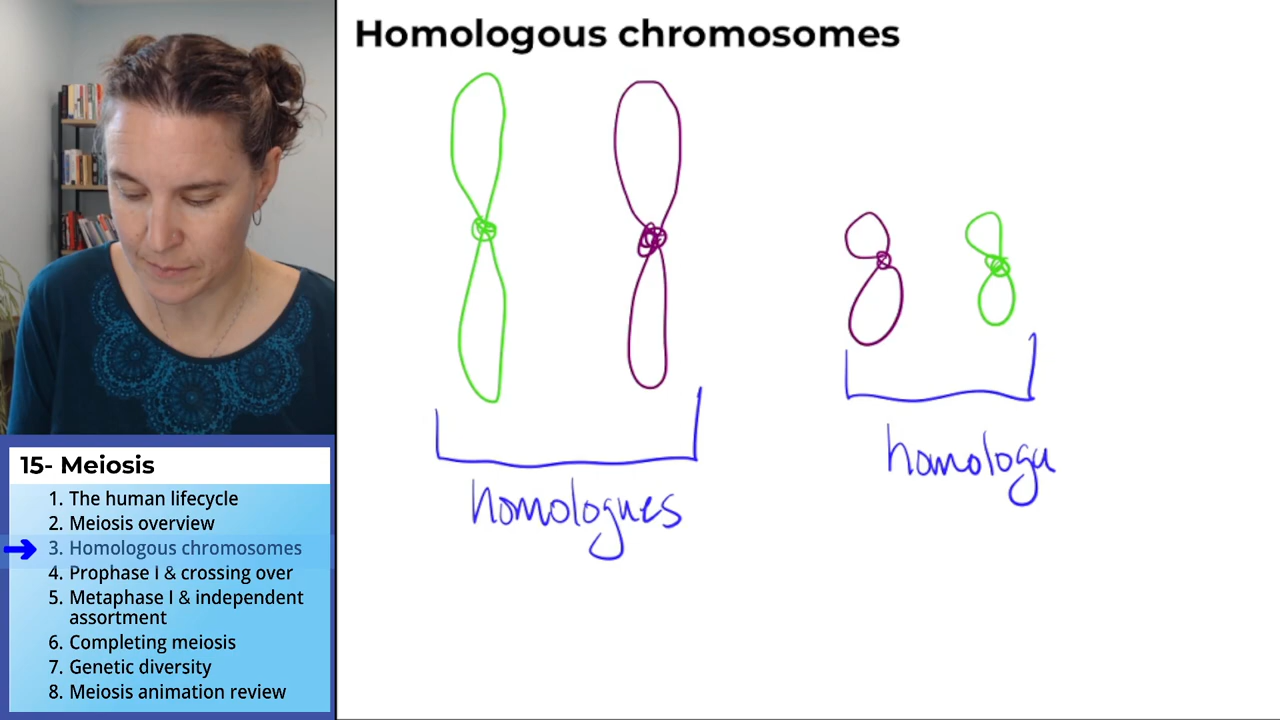 Homologous chromosomes
homologues
homologu
15- Meiosis
1. The human lifecycle
2. Meiosis overview
3. Homologous chromosomes
4. Prophase I & crossing over
5. Metaphase I & independent
assortment
6. Completing meiosis
7. Genetic diversity
8. Meiosis animation review